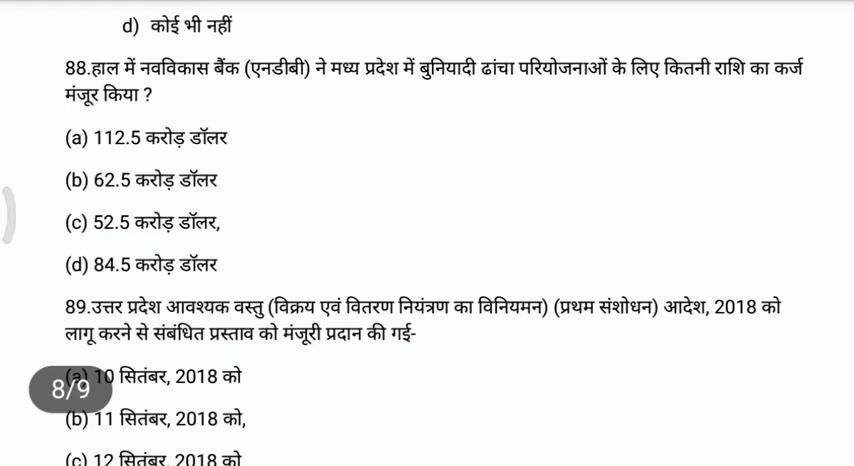 d) कोई भी नहीं
88.हाल में नवविकास बैंक (एनडीबी) ने मध्य प्रदेश में बुनियादी ढांचा परियोजनाओं के लिए कितनी राशि का कर्ज
मंजूर किया ?
(a) 112.5 करोड़ डॉलर
(b) 62.5 करोड़ डॉलर
(c) 52.5 करोड़ डॉलर,
(d) 84.5 करोड़ डॉलर
89.उत्तर प्रदेश आवश्यक वस्तु (विक्रय एवं वितरण नियंत्रण का विनियमन) (प्रथम संशोधन) आदेश, 2018 को
लागू करने से संबंधित प्रस्ताव को मंजूरी प्रदान की गई-
(a) 10 सितंबर, 2018 को
8/9
(b) 11 सितंबर, 2018 को,
(c) 12 सितंबर, 2018 को